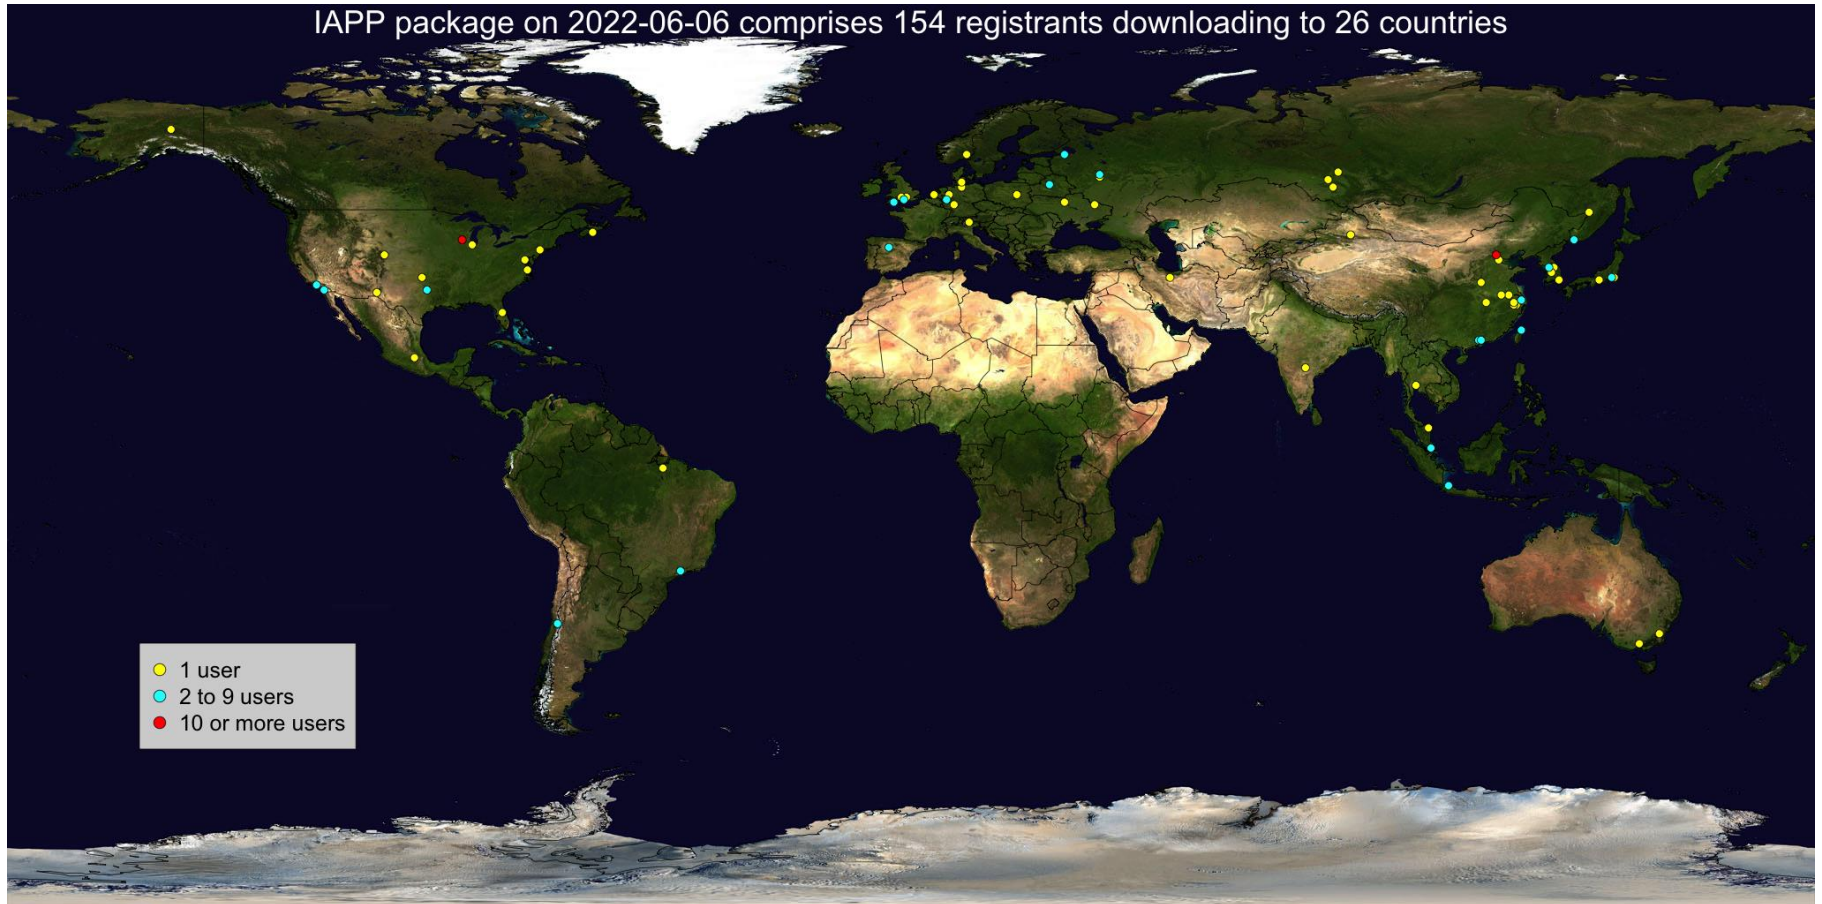 IAPP package on 2022-06-06 comprises 154 registrants downloading to 26 countries
1 user
2 to 9 users
10 or more users